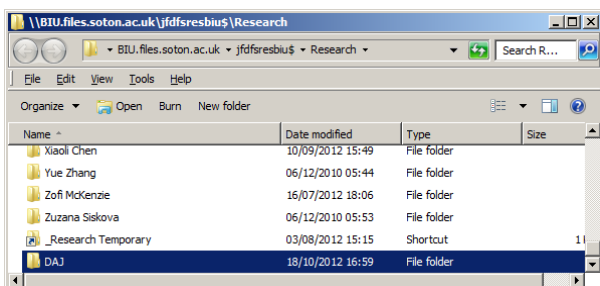 \\BIU.files.soton.ac.uk\jfdfsresbiu$\Research
BIU.files.soton.ac.uk jfdfsresbiu$ Research Search R...
File Edit View Tools Help
Organize Open Burn New folder
Name Date modified Type Size
Xiaoli Chen 10/09/2012 15:49 File folder
Yue Zhang 06/12/2010 05:44 File folder
Zofi McKenzie 16/07/2012 18:06 File folder
Zuzana Siskova 06/12/2010 05:53 File folder
_Research Temporary 03/08/2012 15:15 Shortcut 1
DAJ 18/10/2012 16:59 File folder